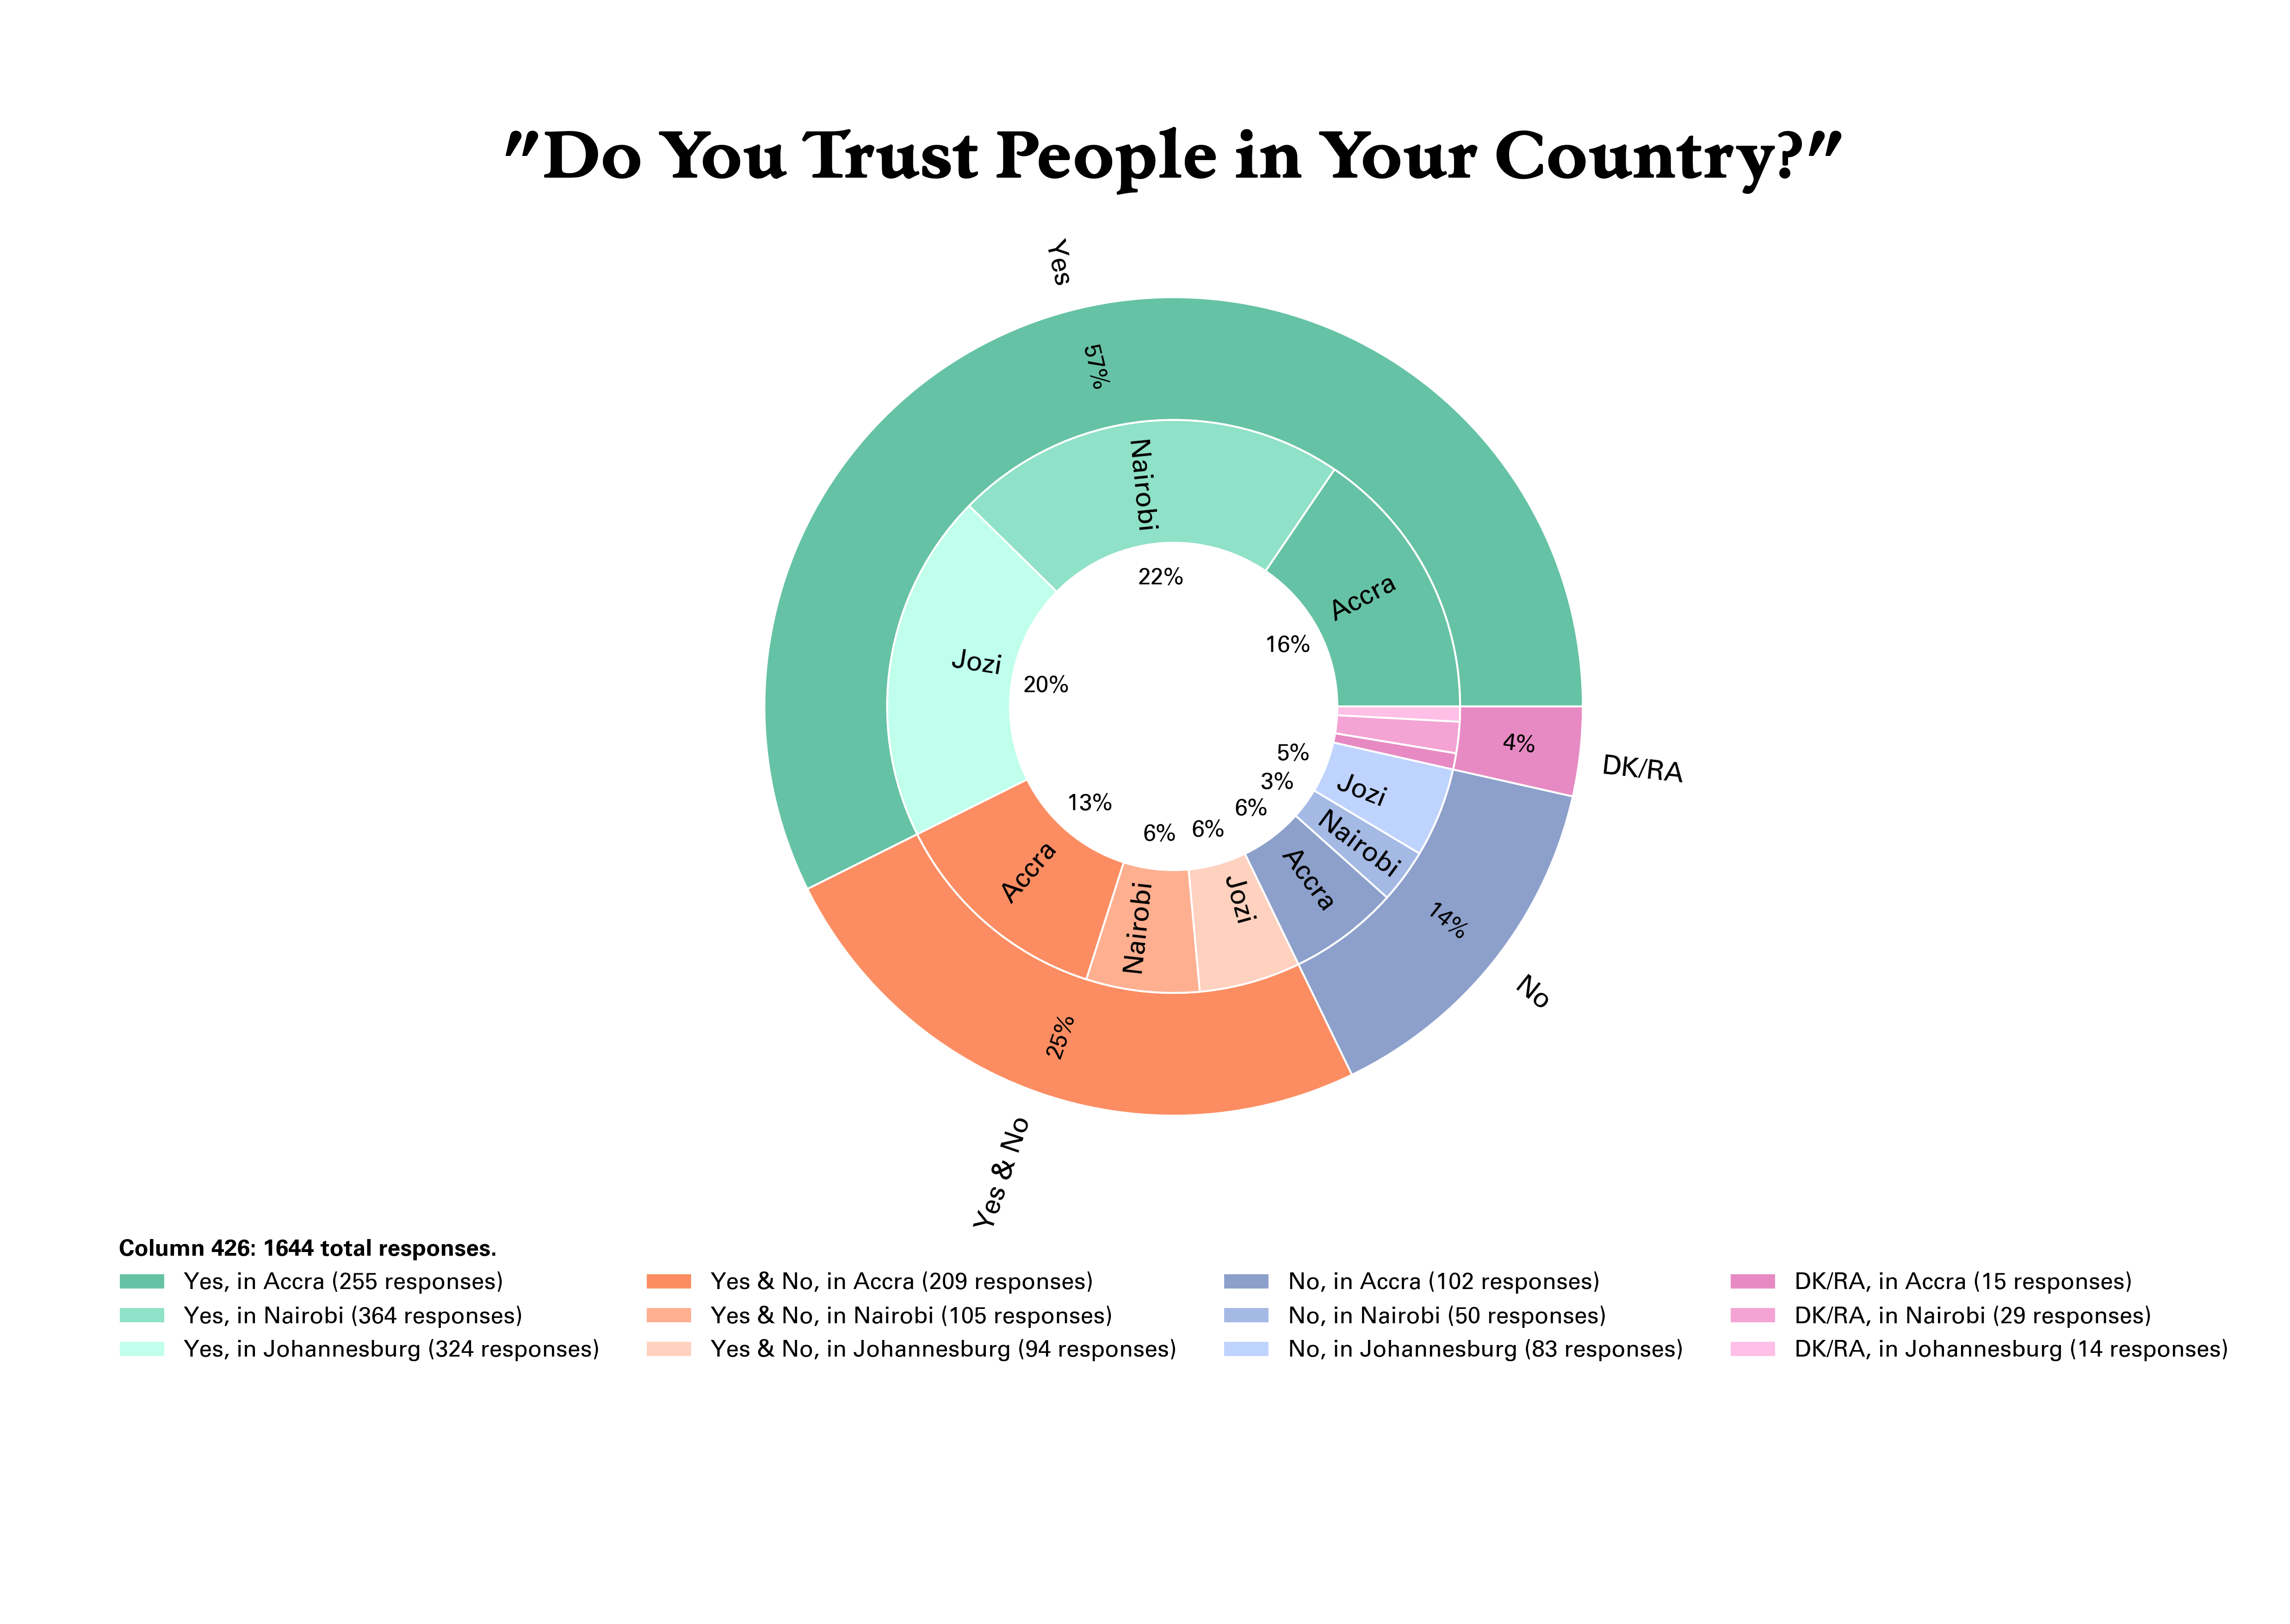 "Do You Trust People in Your Country?"
Yes
57%
Nairobi
22%
Accra
16%
Jozi
20%
4%
DK/RA
5%
Jozi
3%
Nairobi
6%
Accra
14%
No
13%
Accra
6%
Nairobi
6%
Jozi
25%
Yes & No
Column 426: 1644 total responses.
Yes, in Accra (255 responses)
Yes, in Nairobi (364 responses)
Yes, in Johannesburg (324 responses)
Yes & No, in Accra (209 responses)
Yes & No, in Nairobi (105 responses)
Yes & No, in Johannesburg (94 responses)
No, in Accra (102 responses)
No, in Nairobi (50 responses)
No, in Johannesburg (83 responses)
DK/RA, in Accra (15 responses)
DK/RA, in Nairobi (29 responses)
DK/RA, in Johannesburg (14 responses)